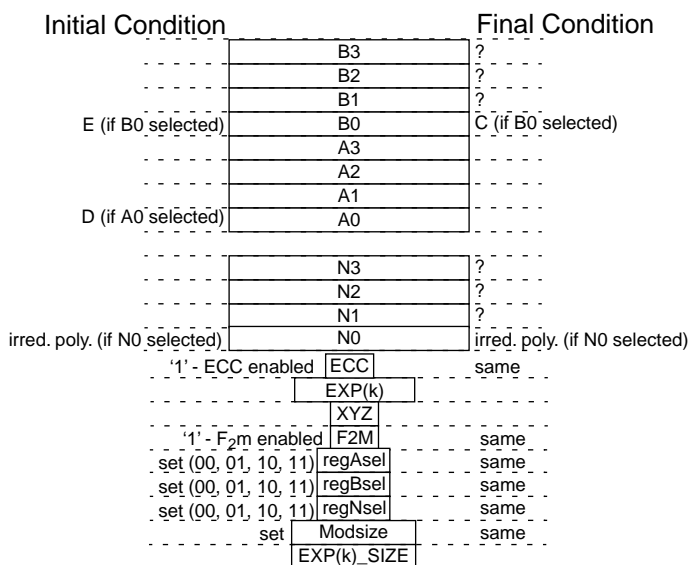 Initial Condition Final Condition
B3 ?
B2 ?
B1 ?
E (if B0 selected) B0 C (if B0 selected)
A3
A2
A1
D (if A0 selected) A0
N3 ?
N2 ?
N1 ?
irred. poly. (if N0 selected) N0 irred. poly. (if N0 selected)
‘1’ - ECC enabled ECC same
EXP(k)
XYZ
‘1’ - F2m enabled F2M same
set (00, 01, 10, 11) regAsel same
set (00, 01, 10, 11) regBsel same
set (00, 01, 10, 11) regNsel same
set Modsize same
EXP(k)_SIZE